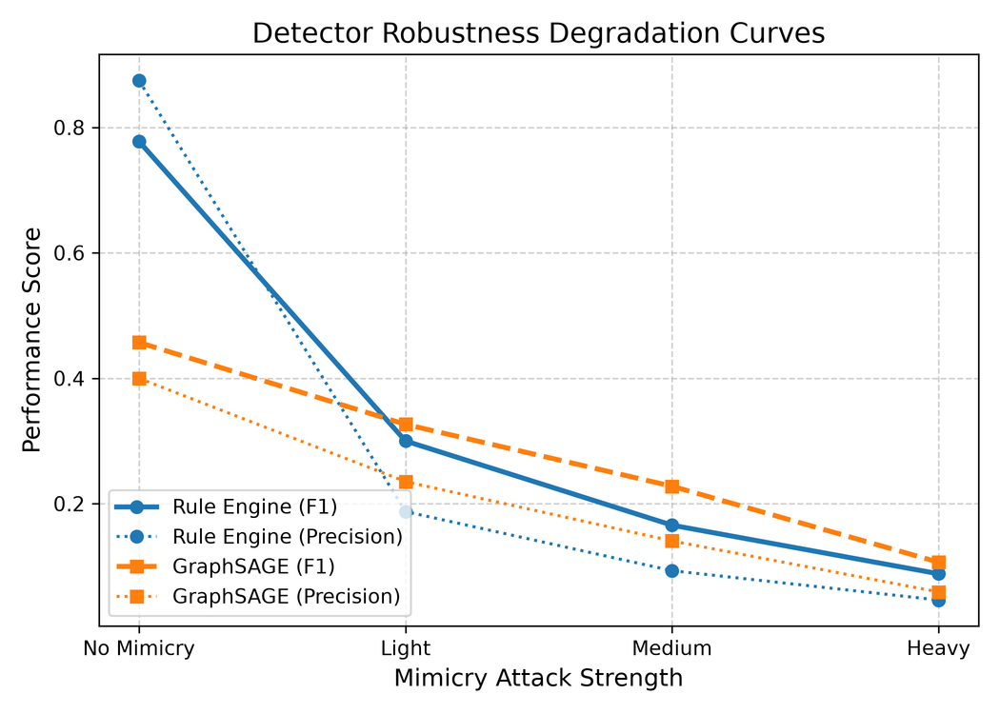 Detector Robustness Degradation Curves
Performance Score
0.8
0.6
0.4
0.2
Rule Engine (F1)
Rule Engine (Precision)
GraphSAGE (F1)
GraphSAGE (Precision)
No Mimicry
Light
Medium
Heavy
Mimicry Attack Strength